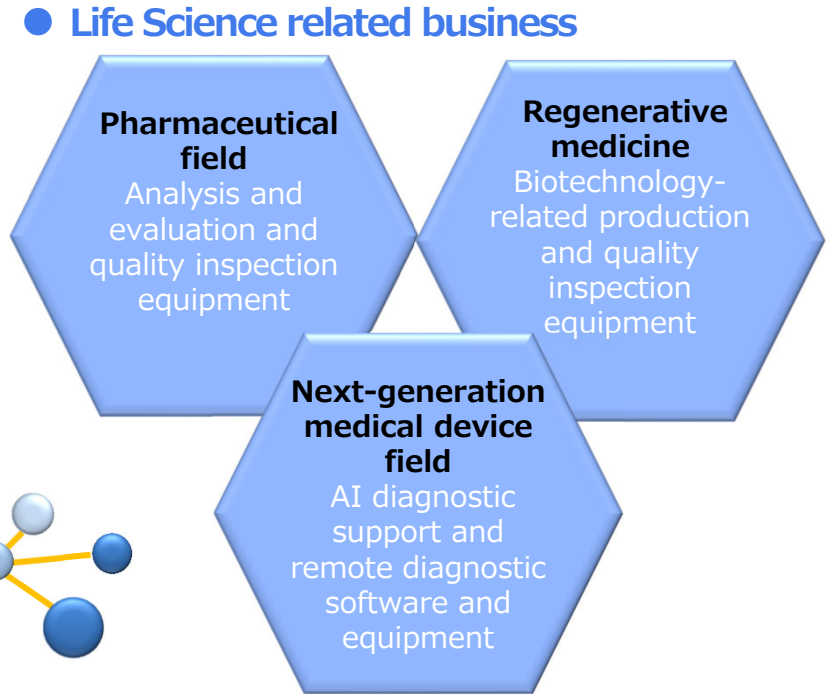 ● Life Science related business
Pharmaceutical
field
Analysis and
evaluation and
quality inspection
equipment
Regenerative
medicine
Biotechnology-
related production
and quality
inspection
equipment
Next-generation
medical device
field
AI diagnostic
support and
remote diagnostic
software and
equipment